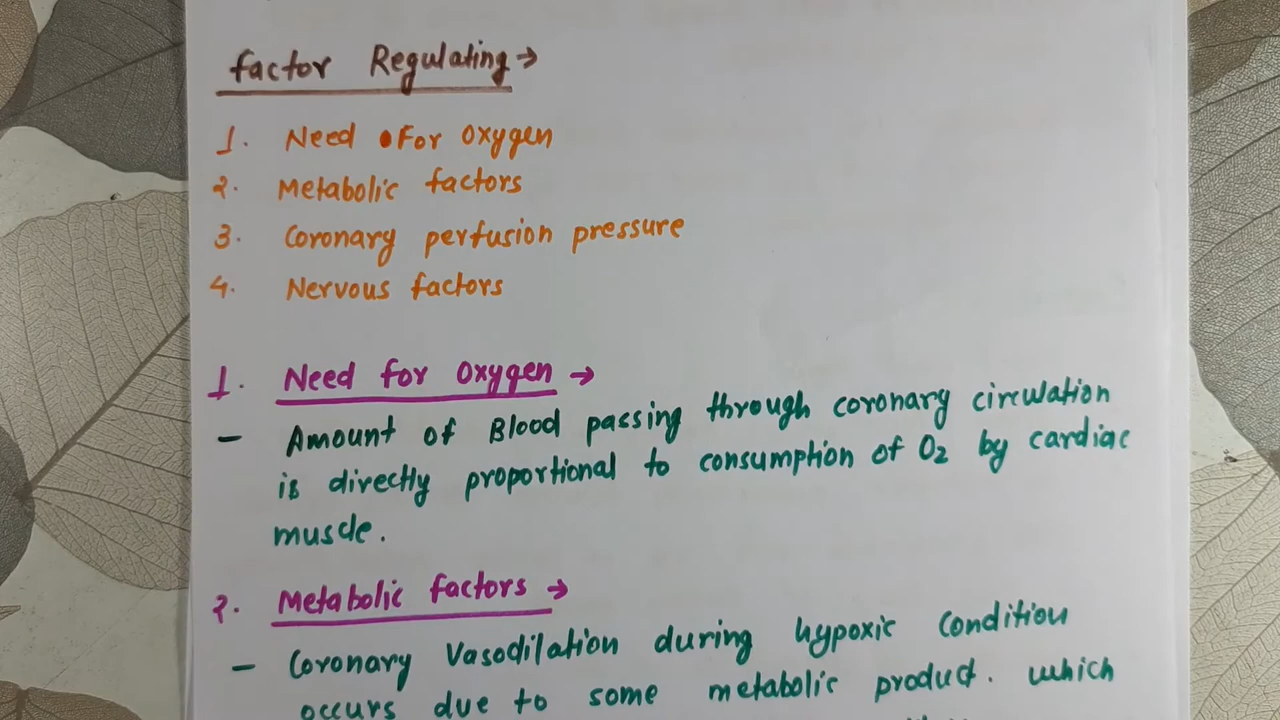 factor Regulating →
1. Need For Oxygen
2. Metabolic factors
3. Coronary perfusion pressure
4. Nervous factors
1. Need for Oxygen →
- Amount of Blood passing through coronary circulation
is directly proportional to consumption of O2 by cardiac
muscle.
2. Metabolic factors →
- Coronary Vasodilation during hypoxic Condition
occurs due to some metabolic product. which